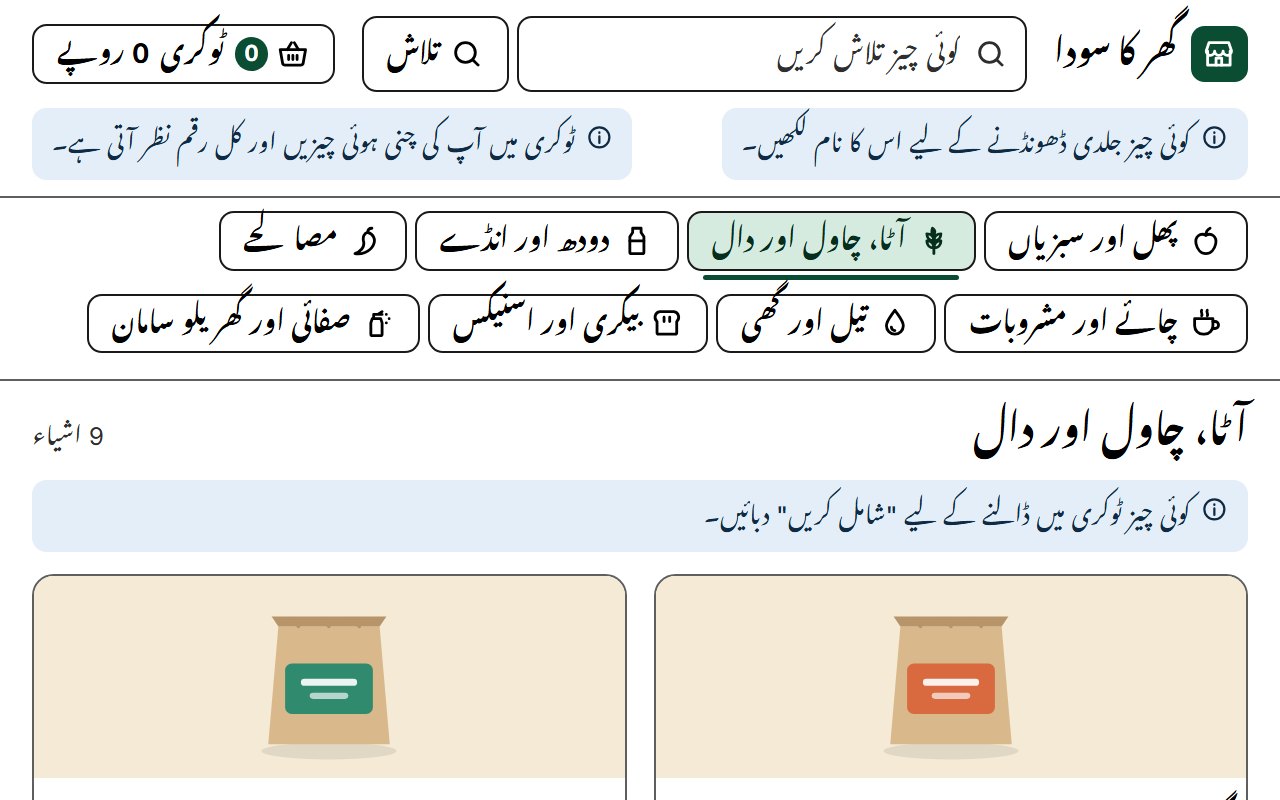 گھر کا سودا
کوئی چیز تلاش کریں
تلاش
ٹوکری 0 0 روپے
کوئی چیز جلدی ڈھونڈنے کے لیے اس کا نام لکھیں۔
ٹوکری میں آپ کی چنی ہوئی چیزیں اور کل رقم نظر آتی ہے۔
پھل اور سبزیاں
آٹا، چاول اور دال
دودھ اور انڈے
مصالحے
چائے اور مشروبات
تیل اور گھی
بیکری اور اسنیکس
صفائی اور گھریلو سامان
آٹا، چاول اور دال
9 اشیاء
کوئی چیز ٹوکری میں ڈالنے کے لیے "شامل کریں" دبائیں۔